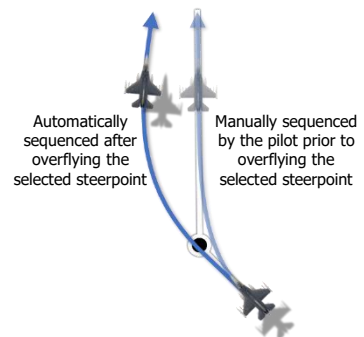 Automatically
sequenced after
overflying the
selected steerpoint
Manually sequenced
by the pilot prior to
overflying the
selected steerpoint